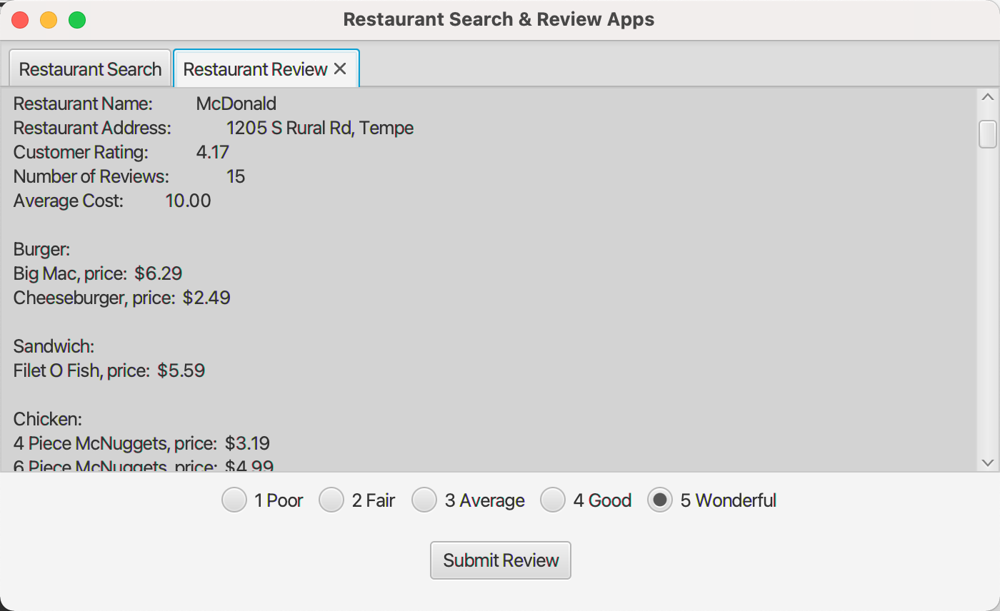 Restaurant Search & Review Apps
Restaurant Search
Restaurant Review ✕
Restaurant Name: McDonald
Restaurant Address: 1205 S Rural Rd, Tempe
Customer Rating: 4.17
Number of Reviews: 15
Average Cost: 10.00
Burger:
Big Mac, price: $6.29
Cheeseburger, price: $2.49
Sandwich:
Filet O Fish, price: $5.59
Chicken:
4 Piece McNuggets, price: $3.19
6 Piece McNuggets, price: $4.99
1 Poor 2 Fair 3 Average 4 Good 5 Wonderful
Submit Review